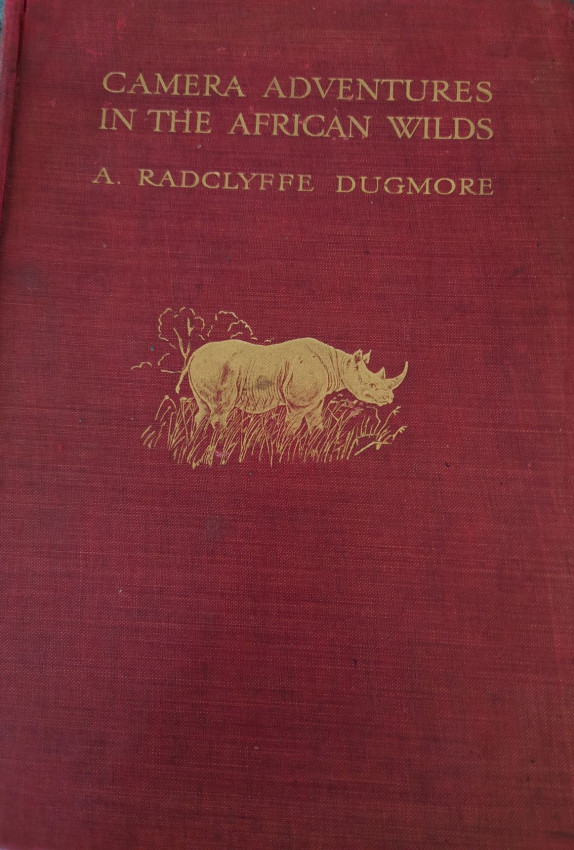 CAMERA ADVENTURES
IN THE AFRICAN WILDS
A. RADCLYFFE DUGMORE